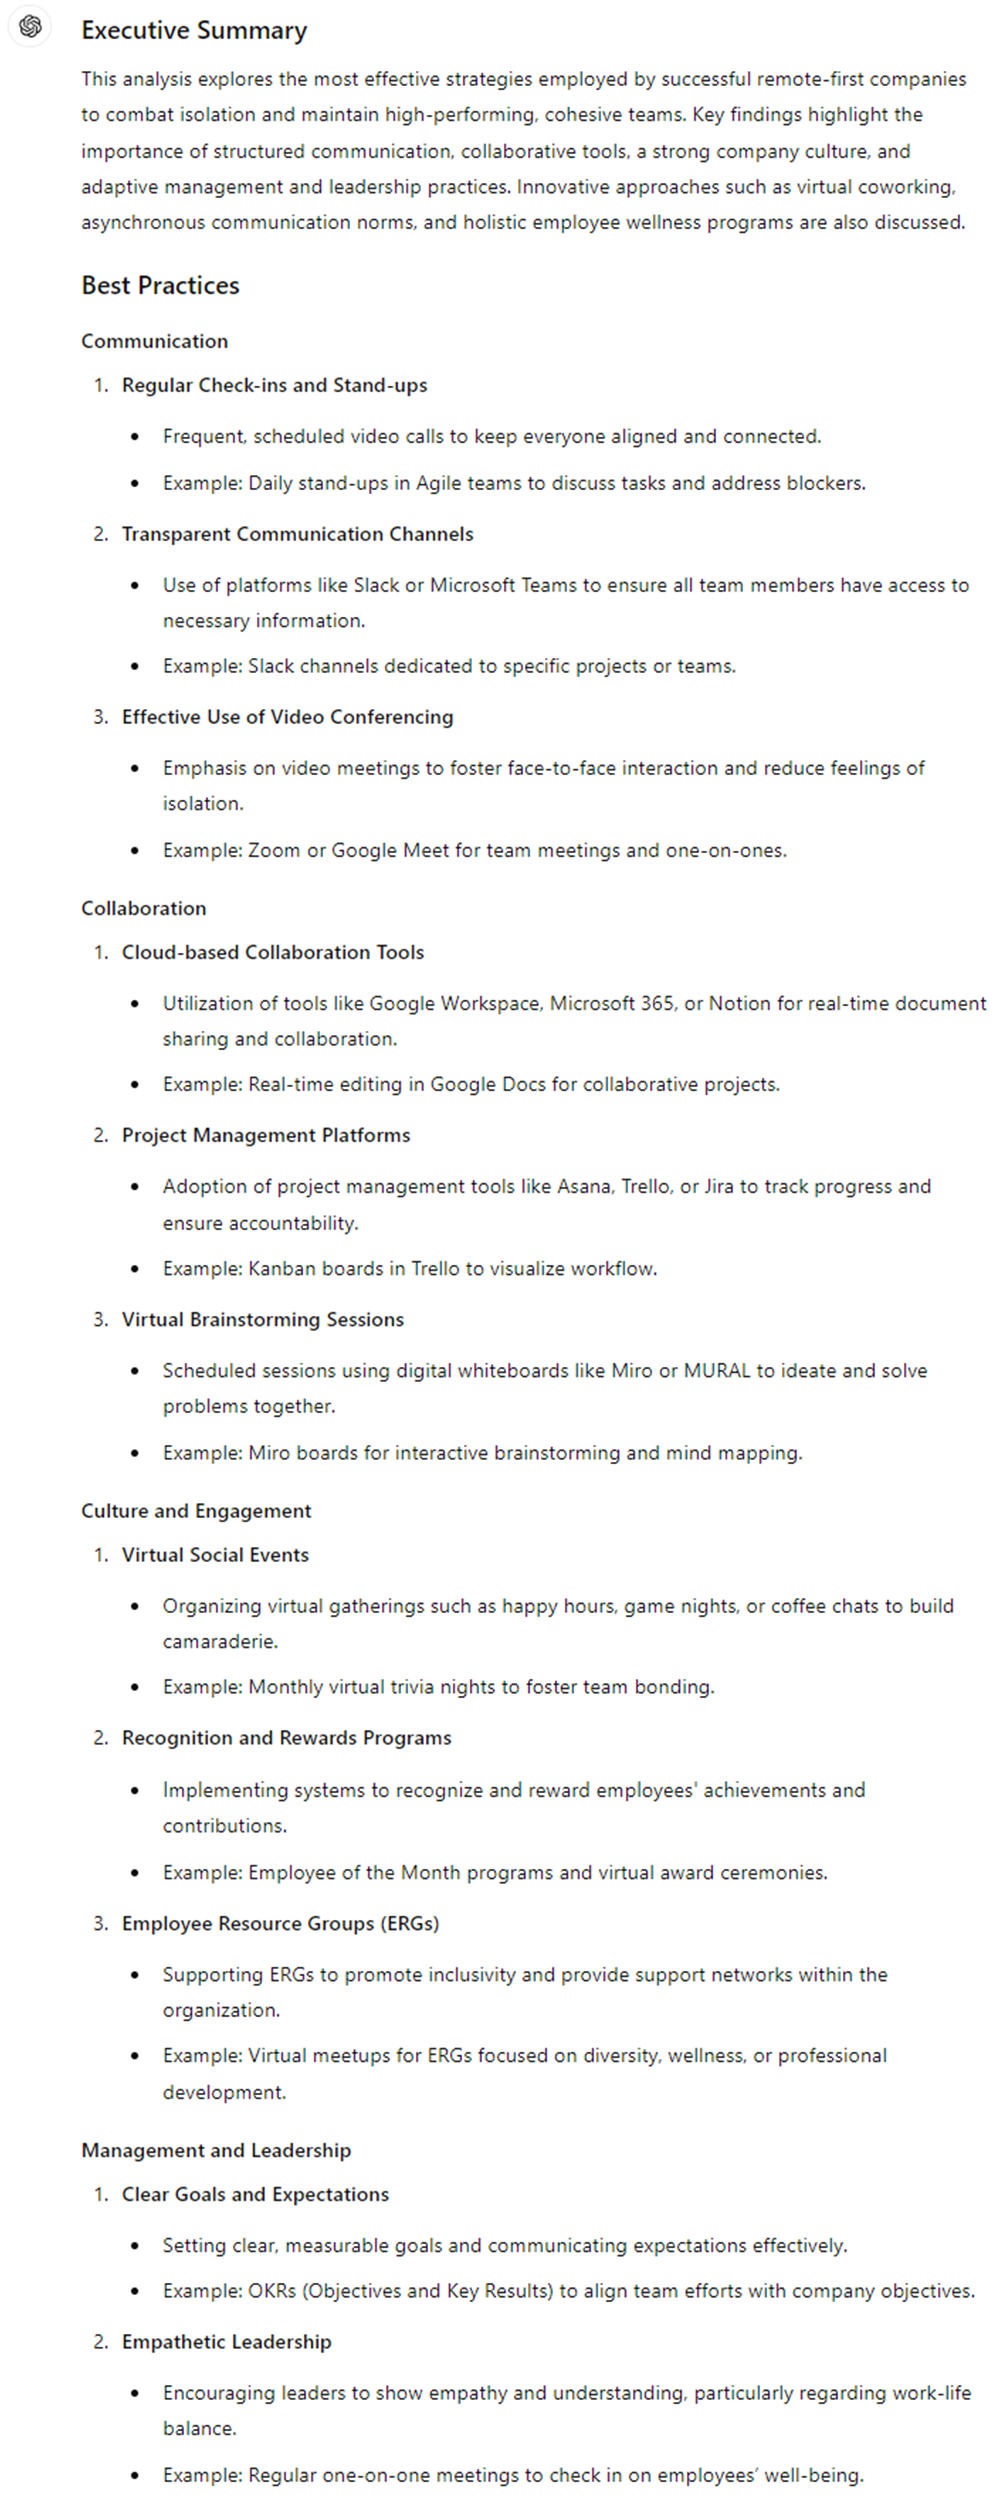 Executive Summary
This analysis explores the most effective strategies employed by successful remote-first companies
to combat isolation and maintain high-performing, cohesive teams. Key findings highlight the
importance of structured communication, collaborative tools, a strong company culture, and
adaptive management and leadership practices. Innovative approaches such as virtual coworking,
asynchronous communication norms, and holistic employee wellness programs are also discussed.
Best Practices
Communication
1. Regular Check-ins and Stand-ups
• Frequent, scheduled video calls to keep everyone aligned and connected.
• Example: Daily stand-ups in Agile teams to discuss tasks and address blockers.
2. Transparent Communication Channels
• Use of platforms like Slack or Microsoft Teams to ensure all team members have access to
necessary information.
• Example: Slack channels dedicated to specific projects or teams.
3. Effective Use of Video Conferencing
• Emphasis on video meetings to foster face-to-face interaction and reduce feelings of
isolation.
• Example: Zoom or Google Meet for team meetings and one-on-ones.
Collaboration
1. Cloud-based Collaboration Tools
• Utilization of tools like Google Workspace, Microsoft 365, or Notion for real-time document
sharing and collaboration.
• Example: Real-time editing in Google Docs for collaborative projects.
2. Project Management Platforms
• Adoption of project management tools like Asana, Trello, or Jira to track progress and
ensure accountability.
• Example: Kanban boards in Trello to visualize workflow.
3. Virtual Brainstorming Sessions
• Scheduled sessions using digital whiteboards like Miro or MURAL to ideate and solve
problems together.
• Example: Miro boards for interactive brainstorming and mind mapping.
Culture and Engagement
1. Virtual Social Events
• Organizing virtual gatherings such as happy hours, game nights, or coffee chats to build
camaraderie.
• Example: Monthly virtual trivia nights to foster team bonding.
2. Recognition and Rewards Programs
• Implementing systems to recognize and reward employees' achievements and
contributions.
• Example: Employee of the Month programs and virtual award ceremonies.
3. Employee Resource Groups (ERGs)
• Supporting ERGs to promote inclusivity and provide support networks within the
organization.
• Example: Virtual meetups for ERGs focused on diversity, wellness, or professional
development.
Management and Leadership
1. Clear Goals and Expectations
• Setting clear, measurable goals and communicating expectations effectively.
• Example: OKRs (Objectives and Key Results) to align team efforts with company objectives.
2. Empathetic Leadership
• Encouraging leaders to show empathy and understanding, particularly regarding work-life
balance.
• Example: Regular one-on-one meetings to check in on employees’ well-being.